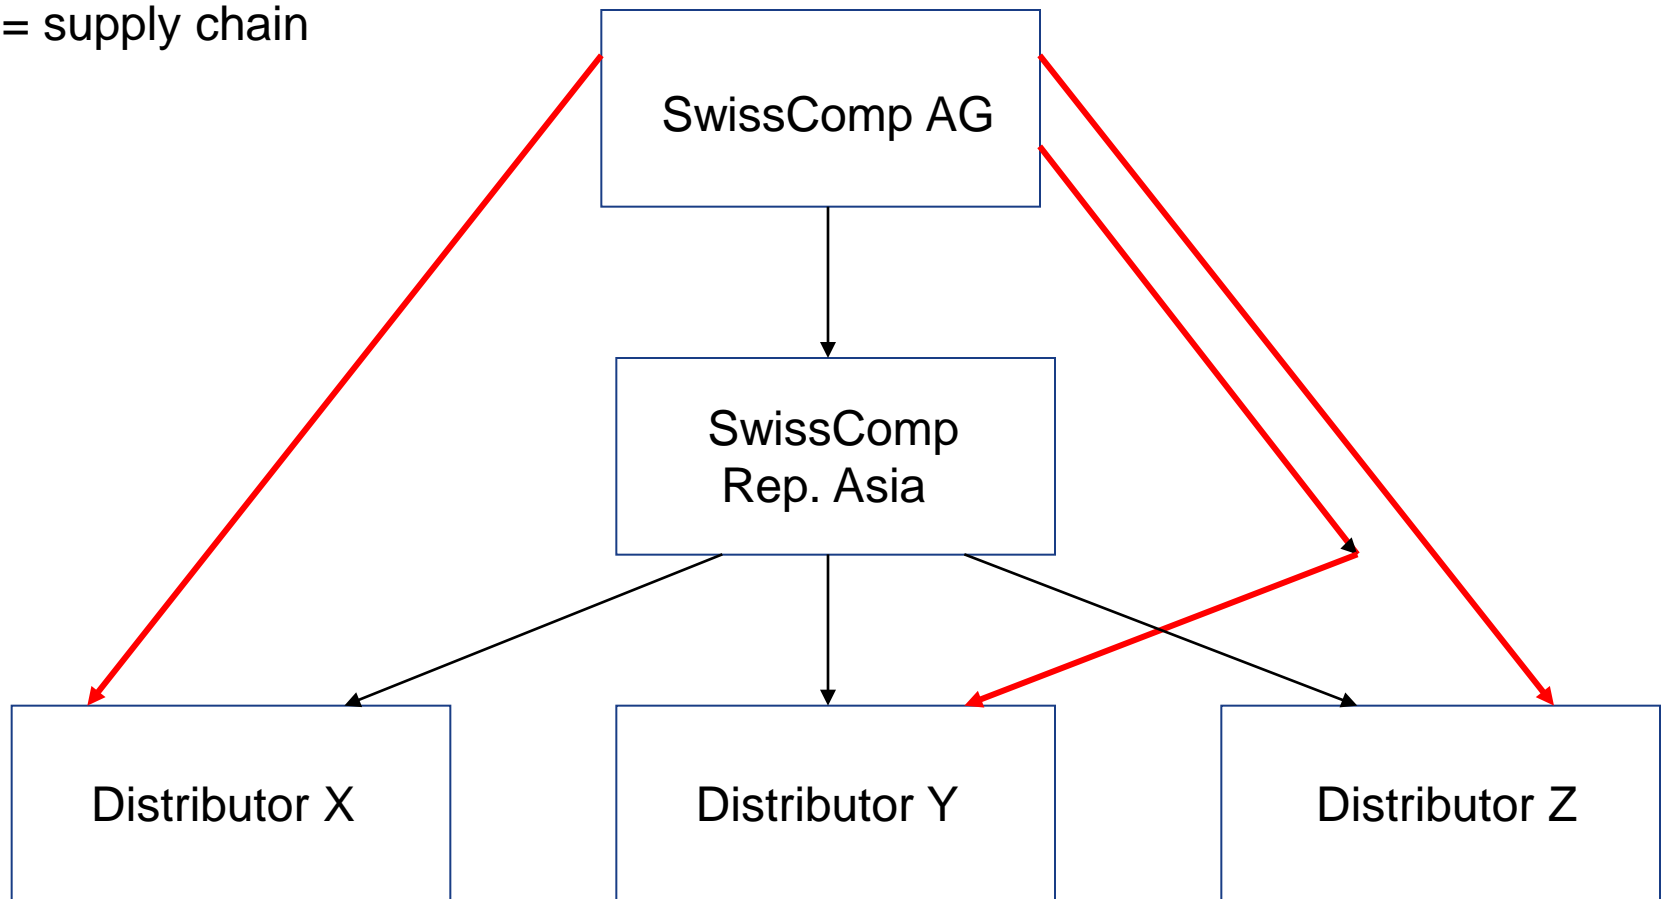 = supply chain
SwissComp AG
SwissComp
Rep. Asia
Distributor X
Distributor Y
Distributor Z